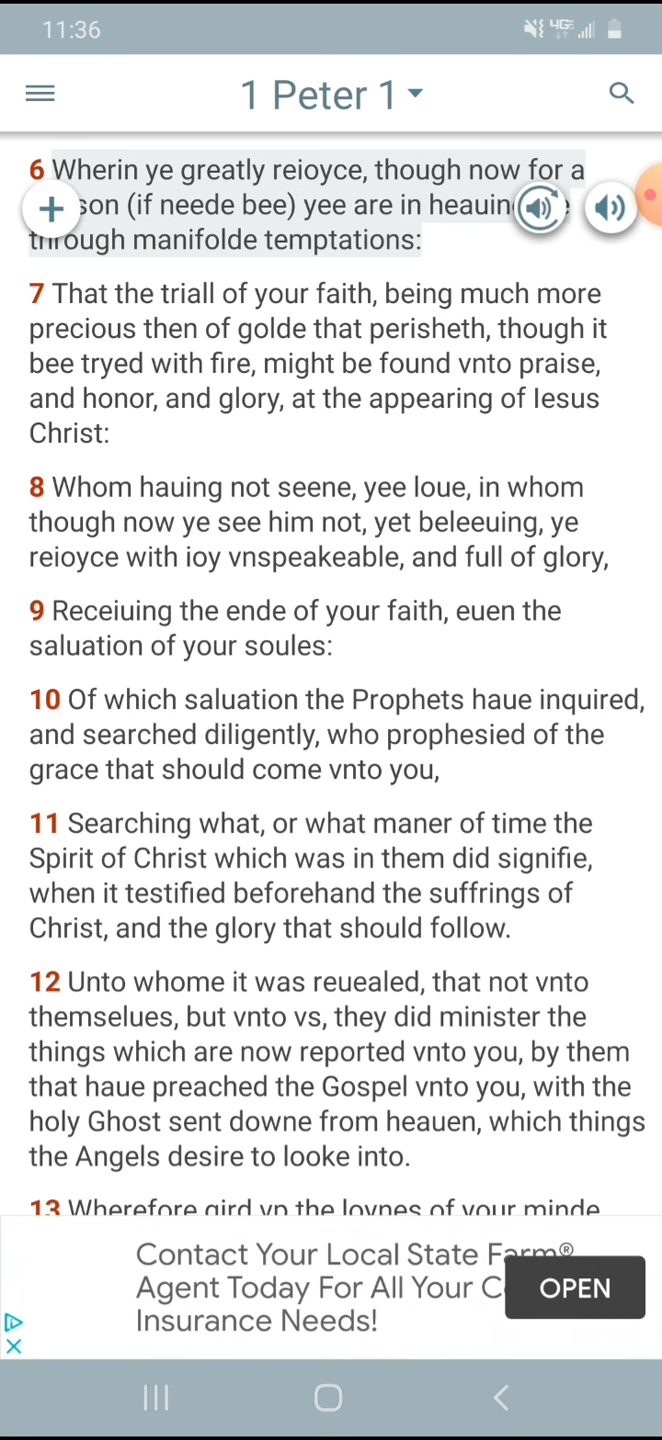 11:36
4GE
1 Peter 1
6 Wherin ye greatly reioyce, though now for a
son (if neede bee) yee are in heauin
through manifolde temptations:
7 That the triall of your faith, being much more
precious then of golde that perisheth, though it
bee tryed with fire, might be found vnto praise,
and honor, and glory, at the appearing of Iesus
Christ:
8 Whom hauing not seene, yee loue, in whom
though now ye see him not, yet beleeuing, ye
reioyce with ioy vnspeakeable, and full of glory,
9 Receiuing the ende of your faith, euen the
saluation of your soules:
10 Of which saluation the Prophets haue inquired,
and searched diligently, who prophesied of the
grace that should come vnto you,
11 Searching what, or what maner of time the
Spirit of Christ which was in them did signifie,
when it testified beforehand the suffrings of
Christ, and the glory that should follow.
12 Unto whome it was reuealed, that not vnto
themselues, but vnto vs, they did minister the
things which are now reported vnto you, by them
that haue preached the Gospel vnto you, with the
holy Ghost sent downe from heauen, which things
the Angels desire to looke into.
13 Wherefore gird vp the loynes of your minde
Contact Your Local State Farm®
Agent Today For All Your
Insurance Needs!
OPEN